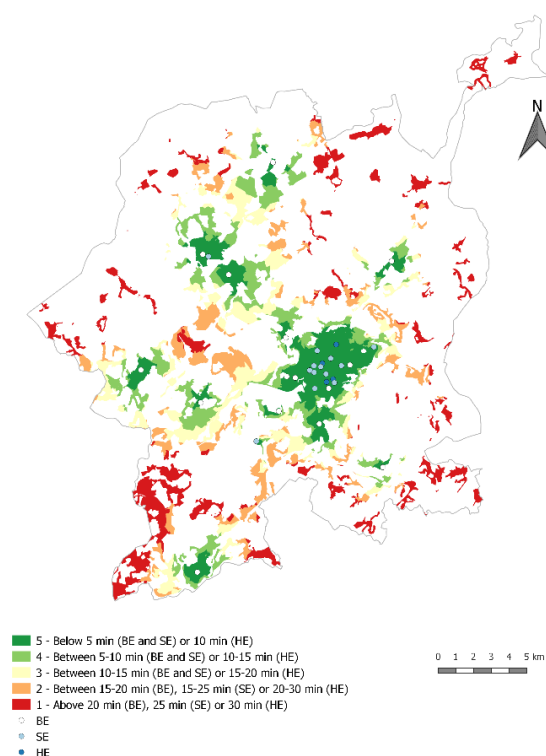 N
5 - Below 5 min (BE and SE) or 10 min (HE)
4 - Between 5-10 min (BE and SE) or 10-15 min (HE)
3 - Between 10-15 min (BE and SE) or 15-20 min (HE)
2 - Between 15-20 min (BE), 15-25 min (SE) or 20-30 min (HE)
1 - Above 20 min (BE), 25 min (SE) or 30 min (HE)
BE
SE
HE
0 1 2 3 4 5 km